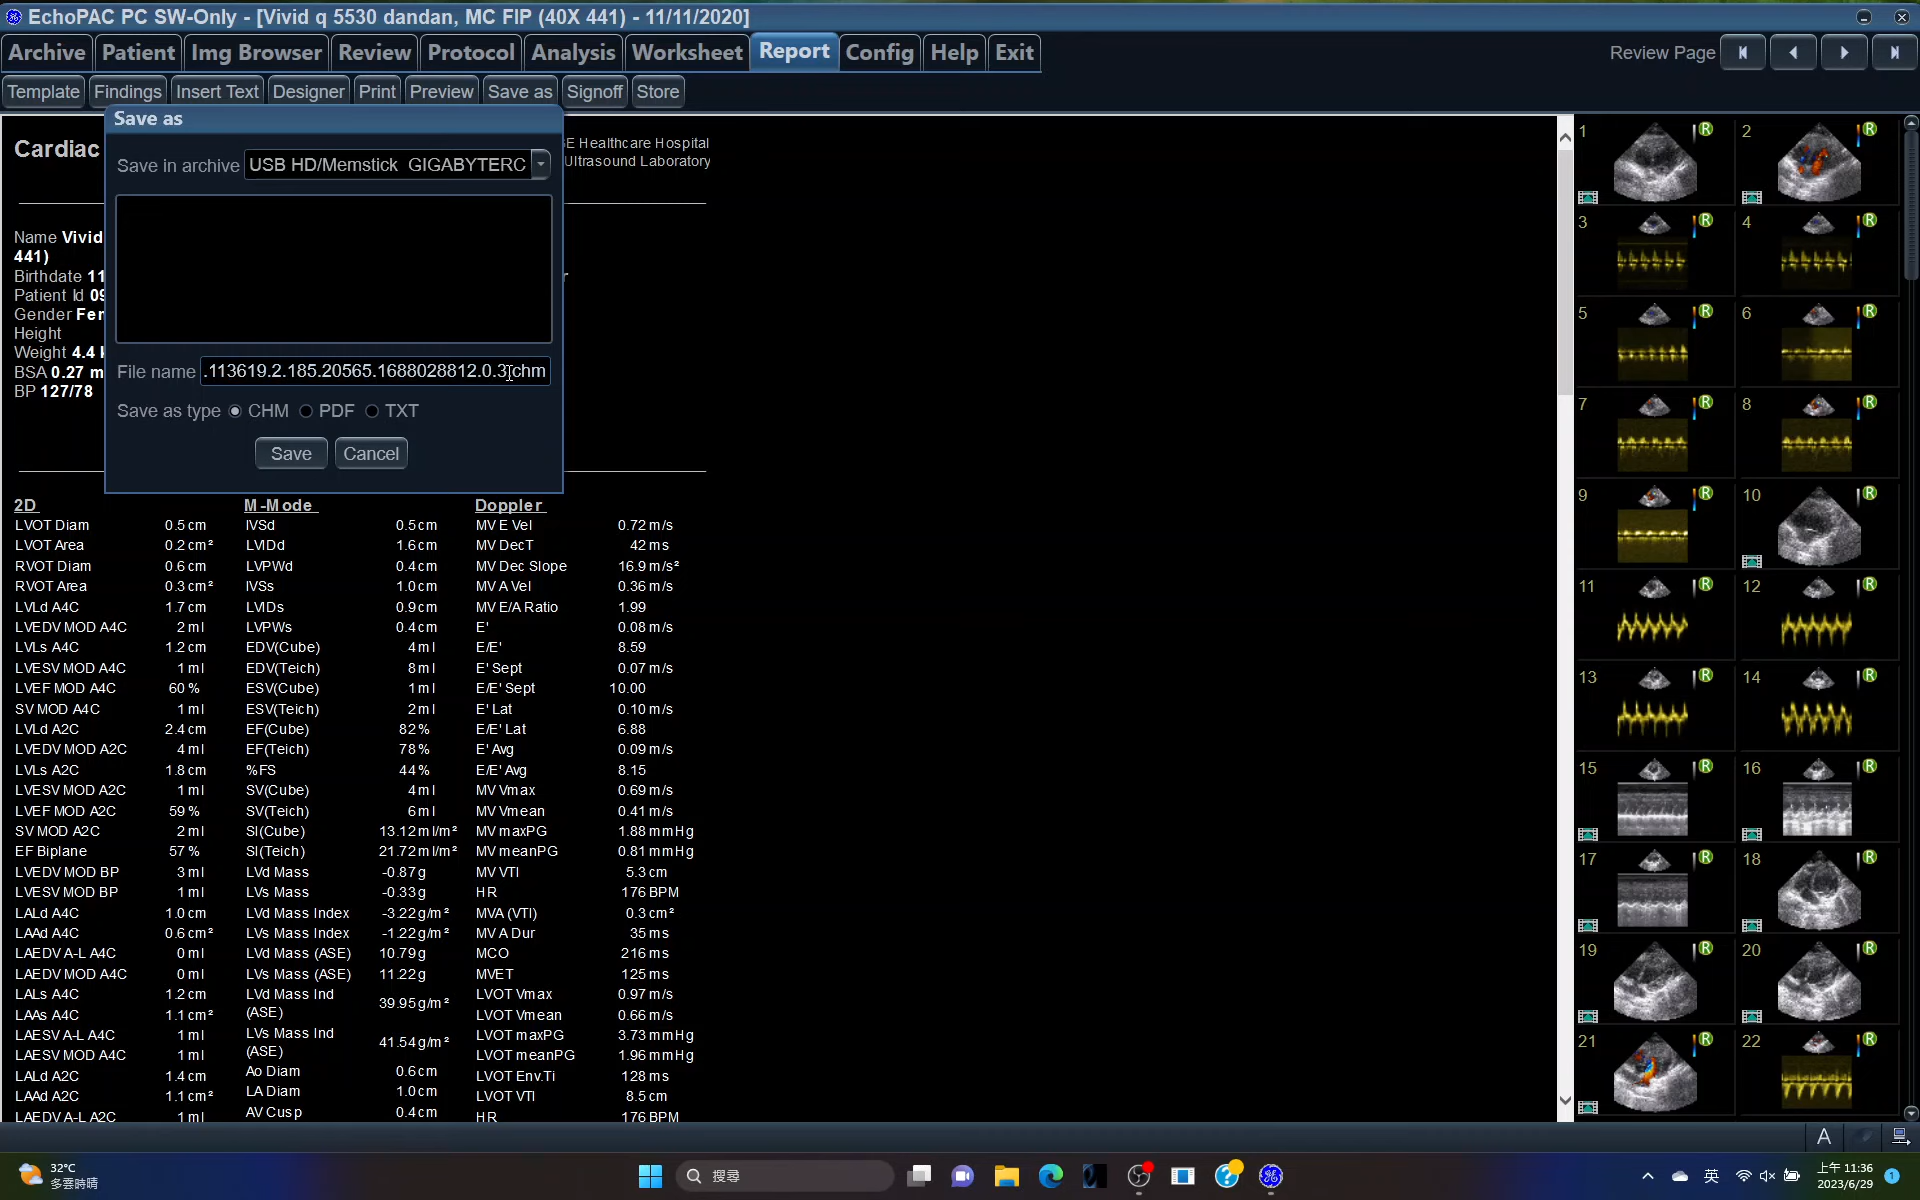 EchoPAC PC SW-Only - [Vivid q 5530 dandan, MC FIP (40X 441) - 11/11/2020]
Archive Patient Img Browser Review Protocol Analysis Worksheet Report Config Help Exit Review Page
Template Findings Insert Text Designer Print Preview Save as Signoff Store
Save as
Cardiac
E Healthcare Hospital
Ultrasound Laboratory
Save in archive USB HD/Memstick GIGABYTERC
Name Vivid
441)
Birthdate 11
Patient Id 09
Gender Fer
Height
Weight 4.4
BSA 0.27 m
BP 127/78
File name .113619.2.185.20565.1688028812.0.3.chm
Save as type CHM PDF TXT
Save Cancel
2D M-Mode Doppler
LVOT Diam 0.5 cm IVSd 0.5 cm MV E Vel 0.72 m/s
LVOT Area 0.2 cm² LVIDd 1.6 cm MV DecT 42 ms
RVOT Diam 0.6 cm LVPWd 0.4 cm MV Dec Slope 16.9 m/s²
RVOT Area 0.3 cm² IVSs 1.0 cm MV A Vel 0.36 m/s
LVLd A4C 1.7 cm LVIDs 0.9 cm MV E/A Ratio 1.99
LVEDV MOD A4C 2 ml LVPWs 0.4 cm E' 0.08 m/s
LVLs A4C 1.2 cm EDV(Cube) 4 ml E/E' 8.59
LVESV MOD A4C 1 ml EDV(Teich) 8 ml E' Sept 0.07 m/s
LVEF MOD A4C 60 % ESV(Cube) 1 ml E/E' Sept 10.00
SV MOD A4C 1 ml ESV(Teich) 2 ml E' Lat 0.10 m/s
LVLd A2C 2.4 cm EF(Cube) 82 % E/E' Lat 6.88
LVEDV MOD A2C 4 ml EF(Teich) 78 % E' Avg 0.09 m/s
LVLs A2C 1.8 cm %FS 44 % E/E' Avg 8.15
LVESV MOD A2C 1 ml SV(Cube) 4 ml MV Vmax 0.69 m/s
LVEF MOD A2C 59 % SV(Teich) 6 ml MV Vmean 0.41 m/s
SV MOD A2C 2 ml SI(Cube) 13.12 ml/m² MV maxPG 1.88 mmHg
EF Biplane 57 % SI(Teich) 21.72 ml/m² MV meanPG 0.81 mmHg
LVEDV MOD BP 3 ml LVd Mass -0.87 g MV VTI 5.3 cm
LVESV MOD BP 1 ml LVs Mass -0.33 g HR 176 BPM
LALd A4C 1.0 cm LVd Mass Index -3.22 g/m² MVA (VTI) 0.3 cm²
LAAd A4C 0.6 cm² LVs Mass Index -1.22 g/m² MV A Dur 35 ms
LAEDV A-L A4C 0 ml LVd Mass (ASE) 10.79 g MCO 216 ms
LAEDV MOD A4C 0 ml LVs Mass (ASE) 11.22 g MVET 125 ms
LALs A4C 1.2 cm LVd Mass Ind (ASE) 39.95 g/m² LVOT Vmax 0.97 m/s
LAAs A4C 1.1 cm² LVOT Vmean 0.66 m/s
LAESV A-L A4C 1 ml LVs Mass Ind (ASE) 41.54 g/m² LVOT maxPG 3.73 mmHg
LAESV MOD A4C 1 ml LVOT meanPG 1.96 mmHg
LALd A2C 1.4 cm Ao Diam 0.6 cm LVOT Env.Ti 128 ms
LAAd A2C 1.1 cm² LA Diam 1.0 cm LVOT VTI 8.5 cm
LAEDV A-L A2C 1 ml AV Cusp 0.4 cm HR 176 BPM
1 R 2 R
3 R 4 R
5 R 6 R
7 R 8 R
9 R 10 R
11 R 12 R
13 R 14 R
15 R 16 R
17 R 18 R
19 R 20 R
21 R 22 R
A
32°C
多雲時晴
搜尋
英
上午 11:36
2023/6/29
1